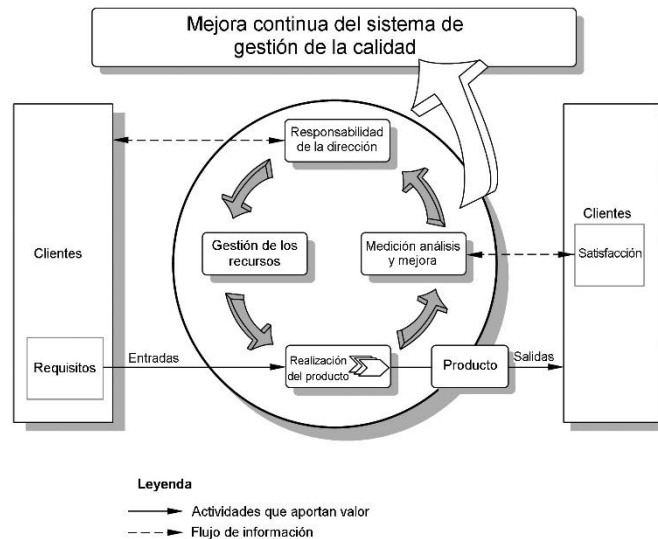 Mejora continua del sistema de
gestión de la calidad
Responsabilidad
de la dirección
Clientes
Gestión de los
recursos
Medición análisis
y mejora
Clientes
Satisfacción
Requisitos
Entradas
Realización
del producto
Producto
Salidas
Leyenda
Actividades que aportan valor
Flujo de información